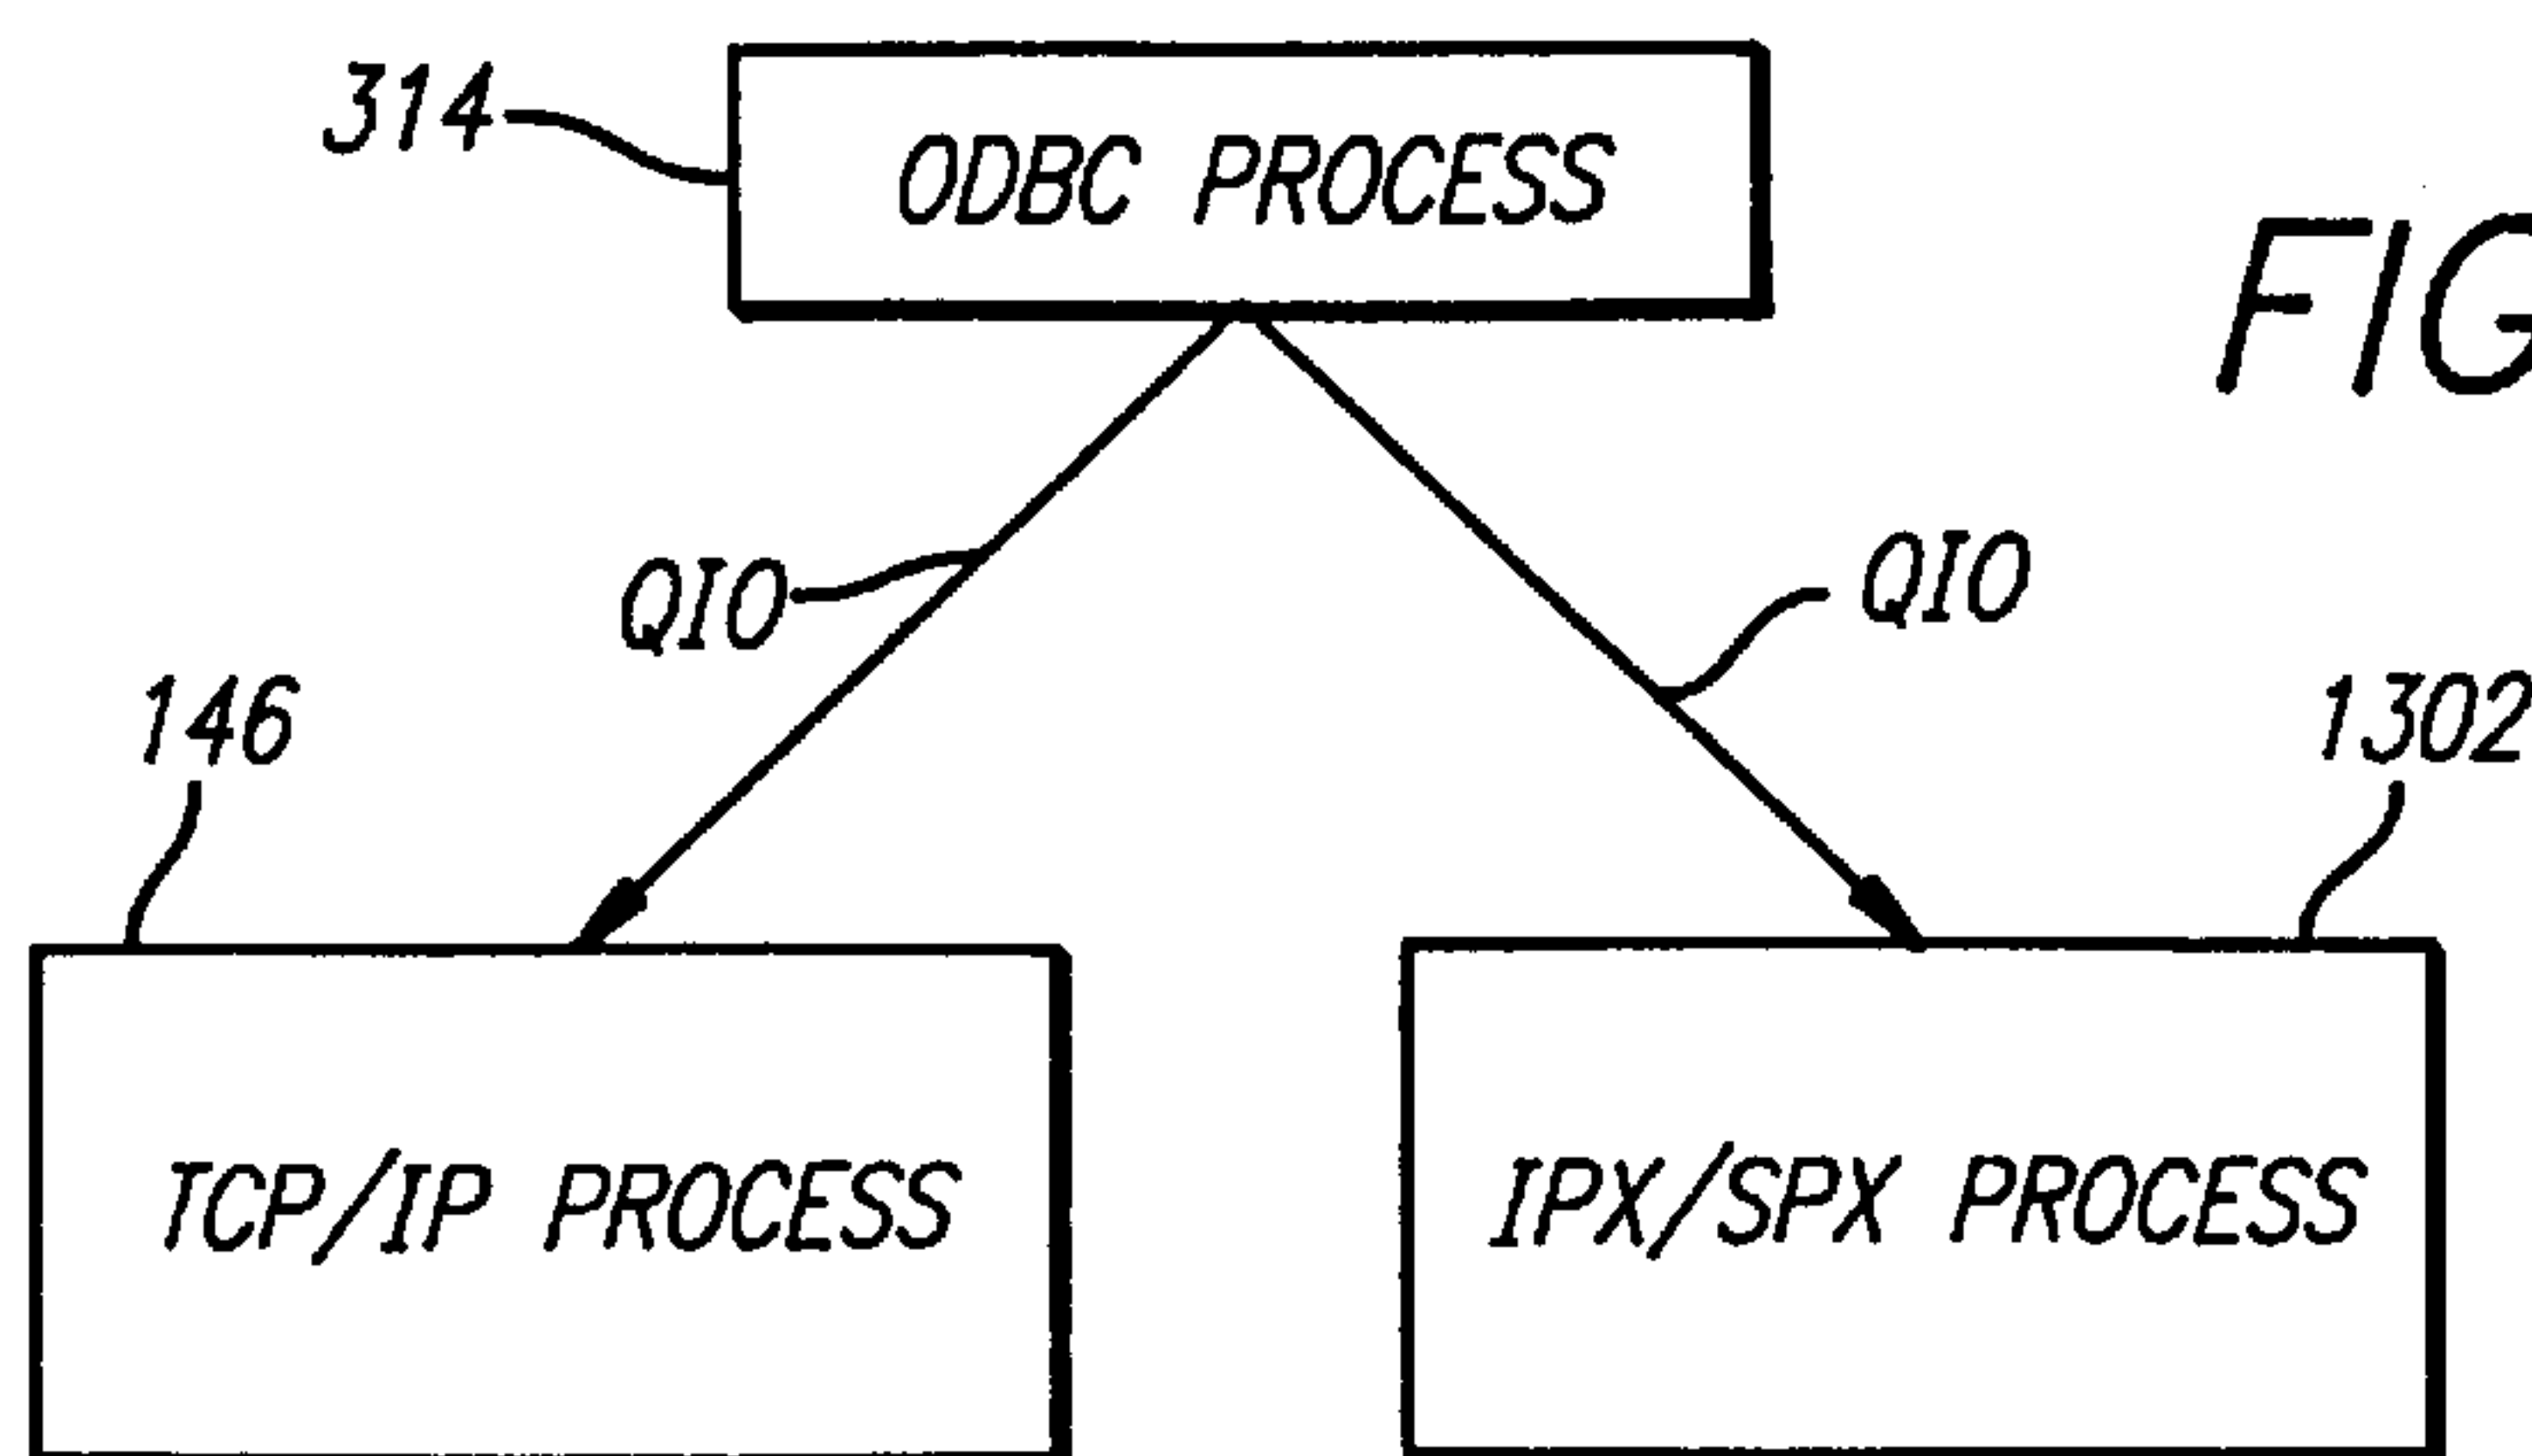 314
ODBC PROCESS
FIG
QIO
QIO
146
1302
TCP/IP PROCESS
IPX/SPX PROCESS